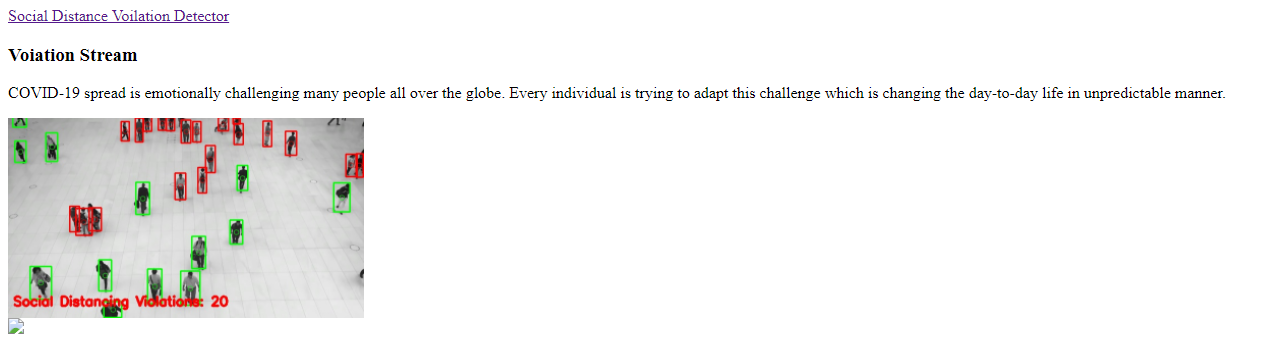 Social Distance Voilation Detector
Voiation Stream
COVID-19 spread is emotionally challenging many people all over the globe. Every individual is trying to adapt this challenge which is changing the day-to-day life in unpredictable manner.
Social Distancing Violations: 20